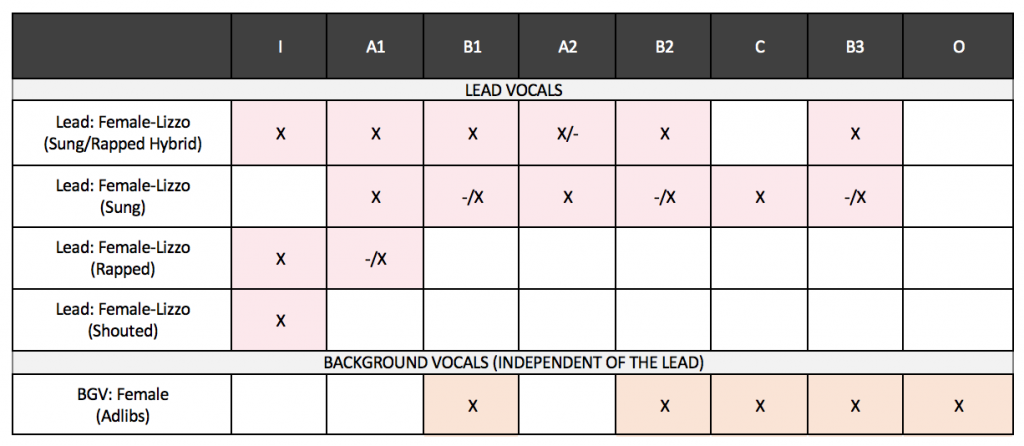 I A1 B1 A2 B2 C B3 O
LEAD VOCALS
Lead: Female-Lizzo
(Sung/Rapped Hybrid) X X X X/- X X
Lead: Female-Lizzo
(Sung) X -/X X -/X X -/X
Lead: Female-Lizzo
(Rapped) X -/X
Lead: Female-Lizzo
(Shouted) X
BACKGROUND VOCALS (INDEPENDENT OF THE LEAD)
BGV: Female
(Adlibs) X X X X X